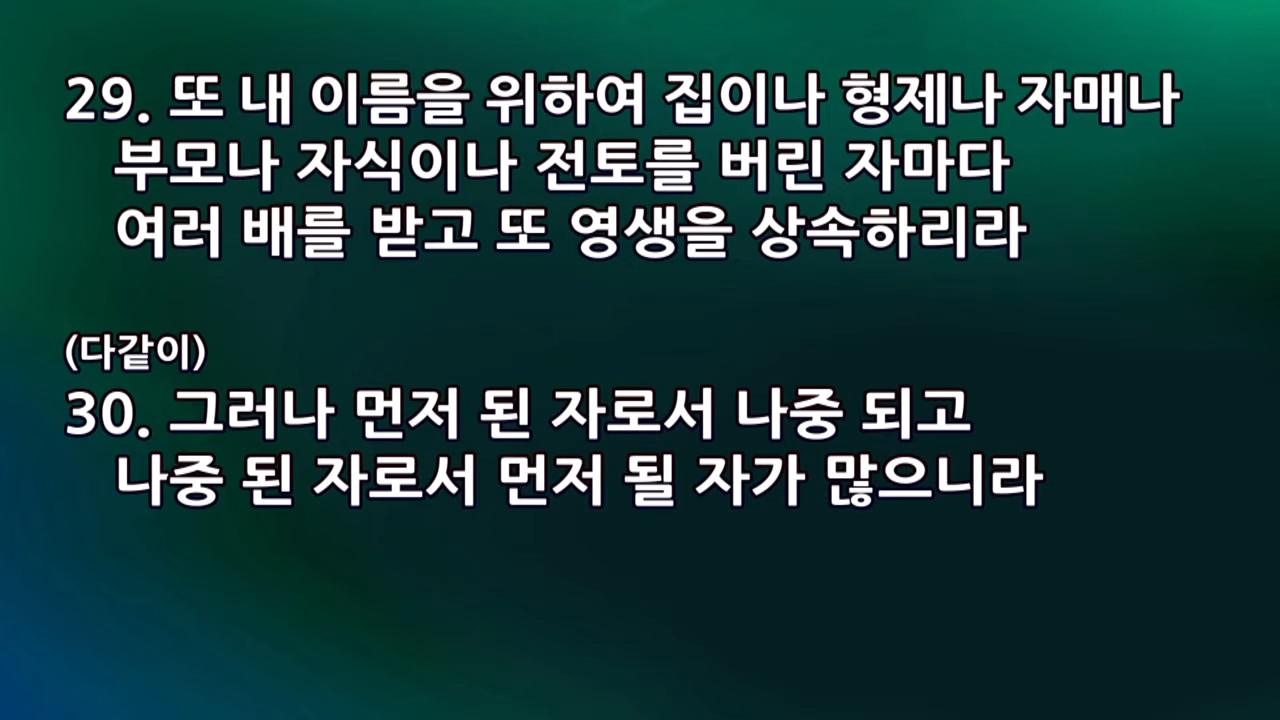 29. 또 내 이름을 위하여 집이나 형제나 자매나
부모나 자식이나 전토를 버린 자마다
여러 배를 받고 또 영생을 상속하리라
(다같이)
30. 그러나 먼저 된 자로서 나중 되고
나중 된 자로서 먼저 될 자가 많으니라